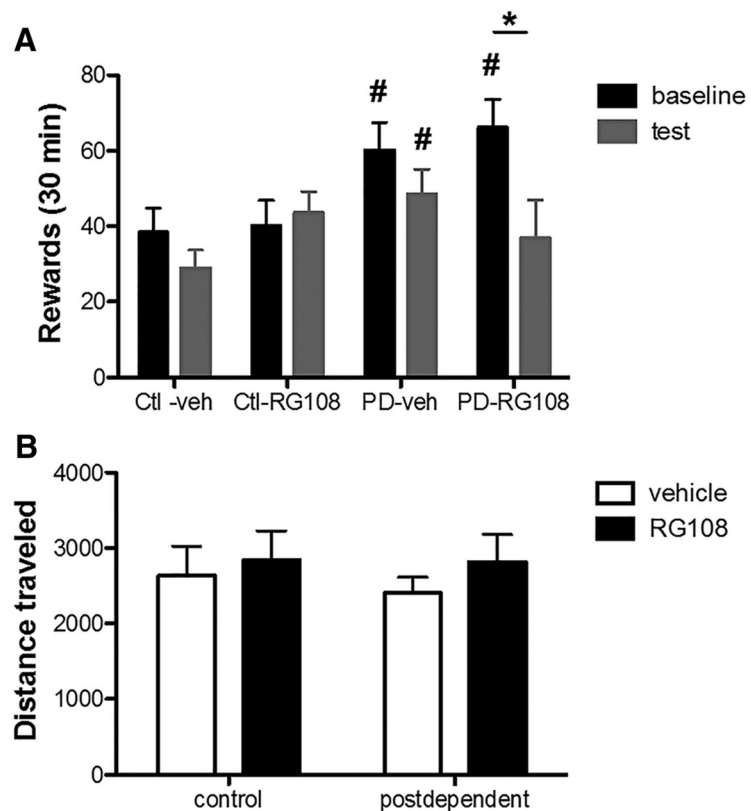 A
Rewards (30 min)
80
60
40
20
0
#
#
#
*
baseline
test
Ctl -veh
Ctl-RG108
PD-veh
PD-RG108
B
Distance traveled
4000
3000
2000
1000
0
vehicle
RG108
control
postdependent